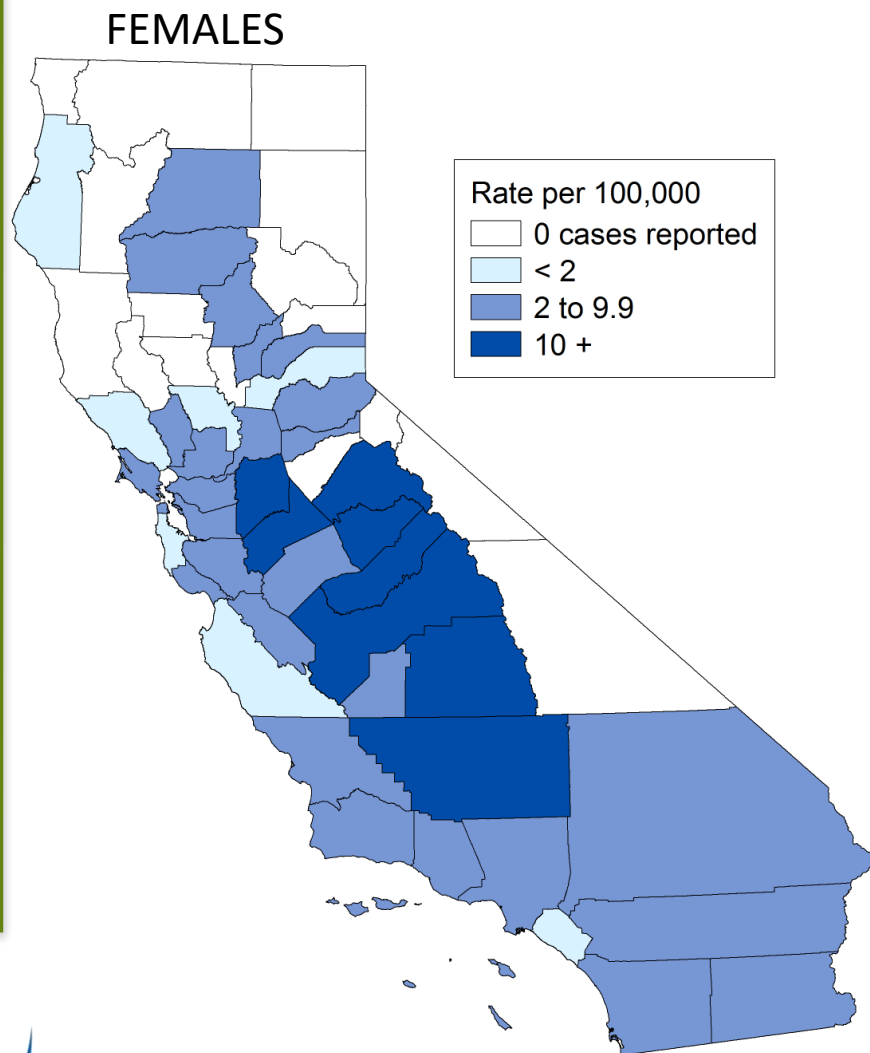 FEMALES
Rate per 100,000
0 cases reported
< 2
2 to 9.9
10 +